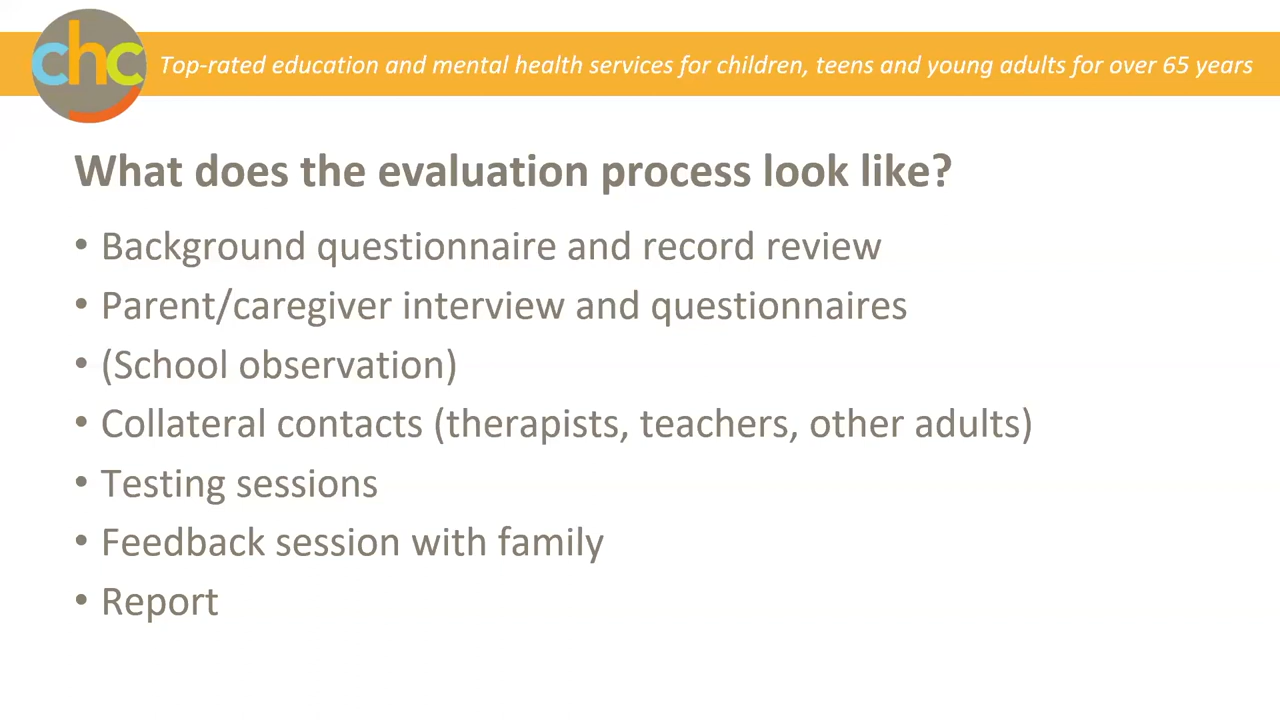 chc
Top-rated education and mental health services for children, teens and young adults for over 65 years
What does the evaluation process look like?
• Background questionnaire and record review
• Parent/caregiver interview and questionnaires
• (School observation)
• Collateral contacts (therapists, teachers, other adults)
• Testing sessions
• Feedback session with family
• Report